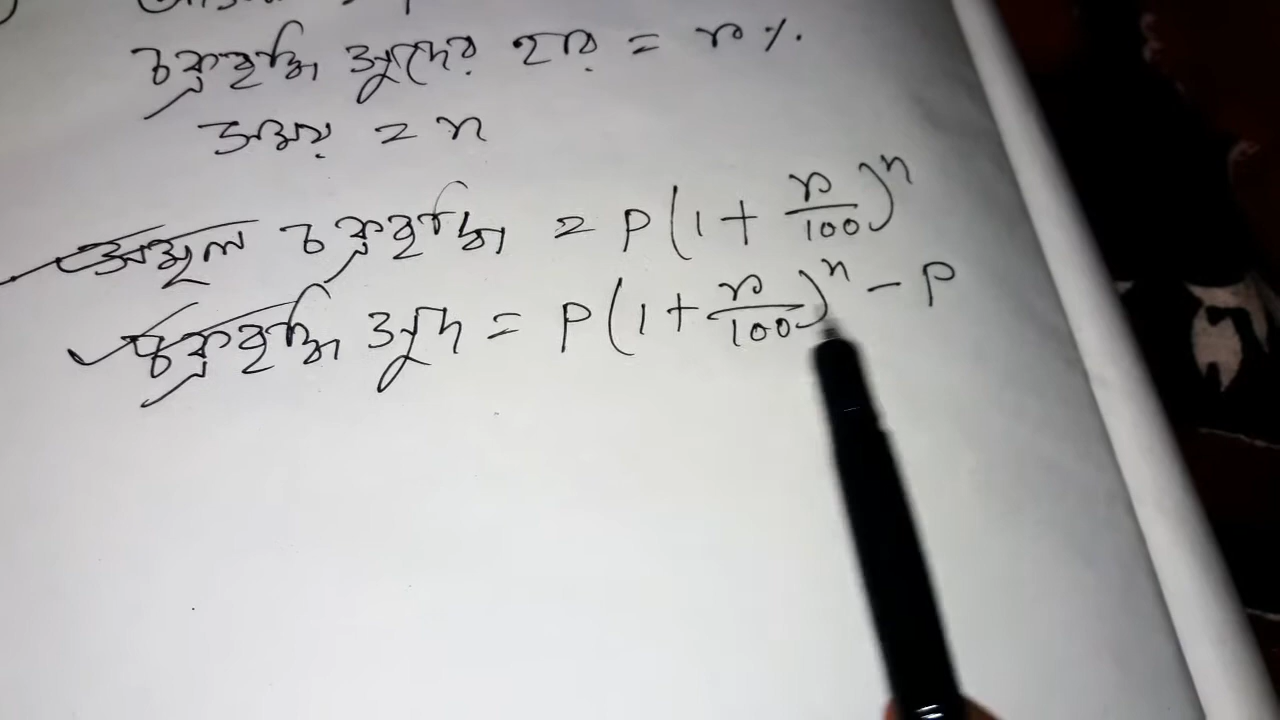 চক্রবৃদ্ধি সুদের হার = r%.
সময় = n
সমূল চক্রবৃদ্ধি = P(1 + r/100)^n
চক্রবৃদ্ধি সুদ = P(1 + r/100)^n - P